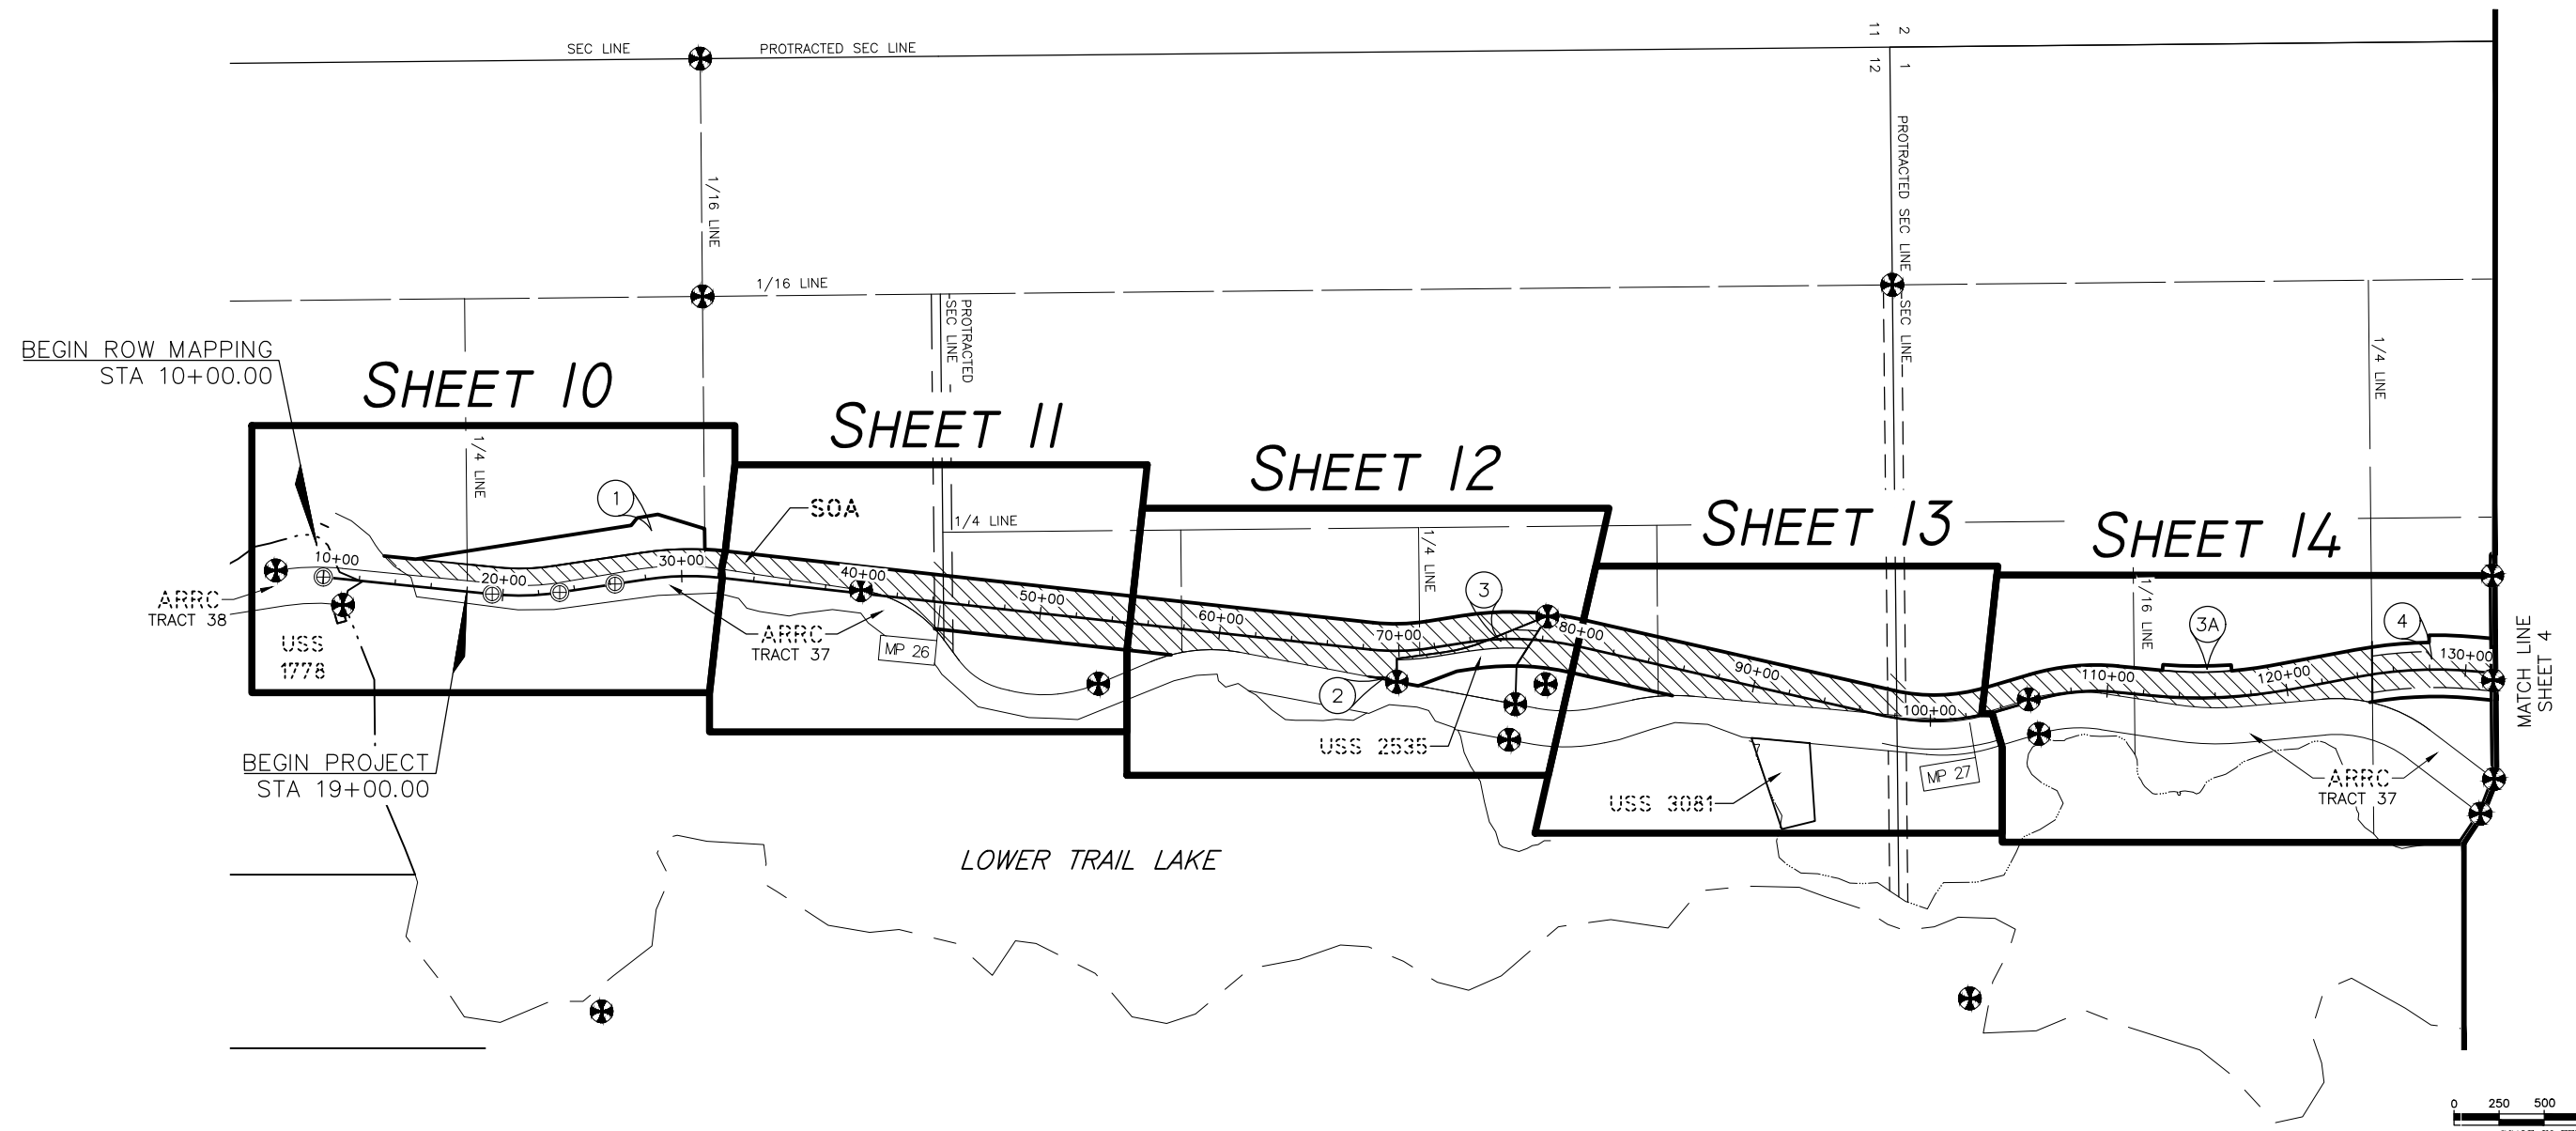 SEC LINE
PROTRACTED SEC LINE
11 2
12 1
PROTRACTED SEC LINE
1/16 LINE
1/16 LINE
PROTRACTED
SEC LINE
SEC LINE
BEGIN ROW MAPPING
STA 10+00.00
1/4 LINE
SHEET 10
SHEET 11
SHEET 12
SHEET 13
SHEET 14
1/4 LINE
1/4 LINE
1/4 LINE
1/16 LINE
1
SOA
3
3A
4
2
10+00
20+00
30+00
40+00
50+00
60+00
70+00
80+00
90+00
100+00
110+00
120+00
130+00
ARRC
TRACT 38
USS
1778
ARRC
TRACT 37
MP 26
USS 2535
USS 3081
MP 27
ARRC
TRACT 37
MATCH LINE
SHEET 4
BEGIN PROJECT
STA 19+00.00
LOWER TRAIL LAKE
0 250 500